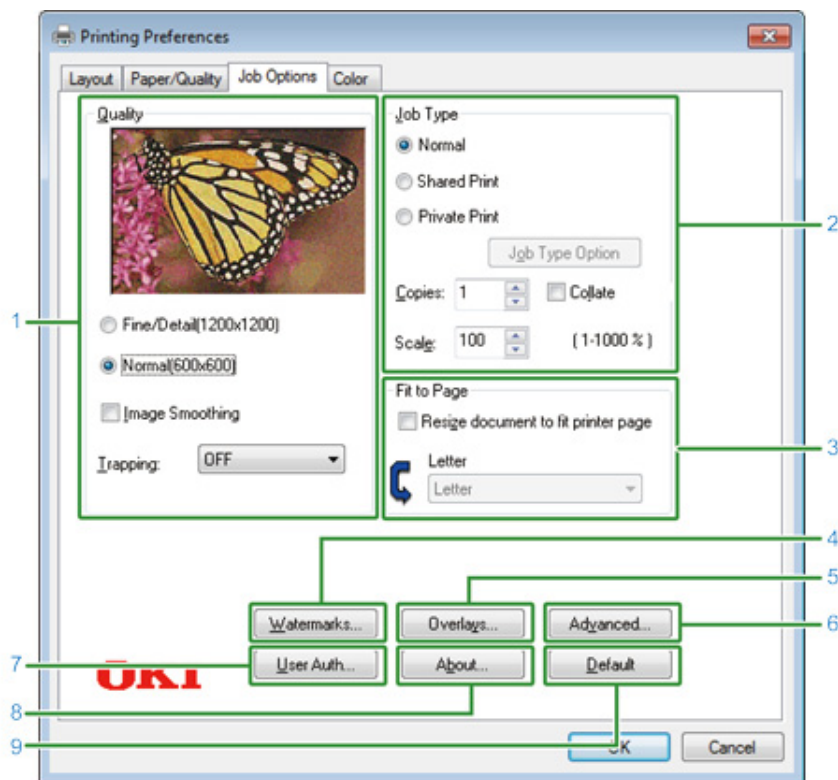 Printing Preferences
Layout Paper/Quality Job Options Color
Quality
Fine/Detail(1200x1200)
Normal(600x600)
Image Smoothing
Trapping: OFF
Job Type
Normal
Shared Print
Private Print
Job Type Option
Copies: 1 Collate
Scale: 100 (1-1000 %)
Fit to Page
Resize document to fit printer page
Letter
Letter
1
2
3
4
5
6
Watermarks... Overlays... Advanced...
User Auth... About... Default
7
8
9
OKI
OK Cancel